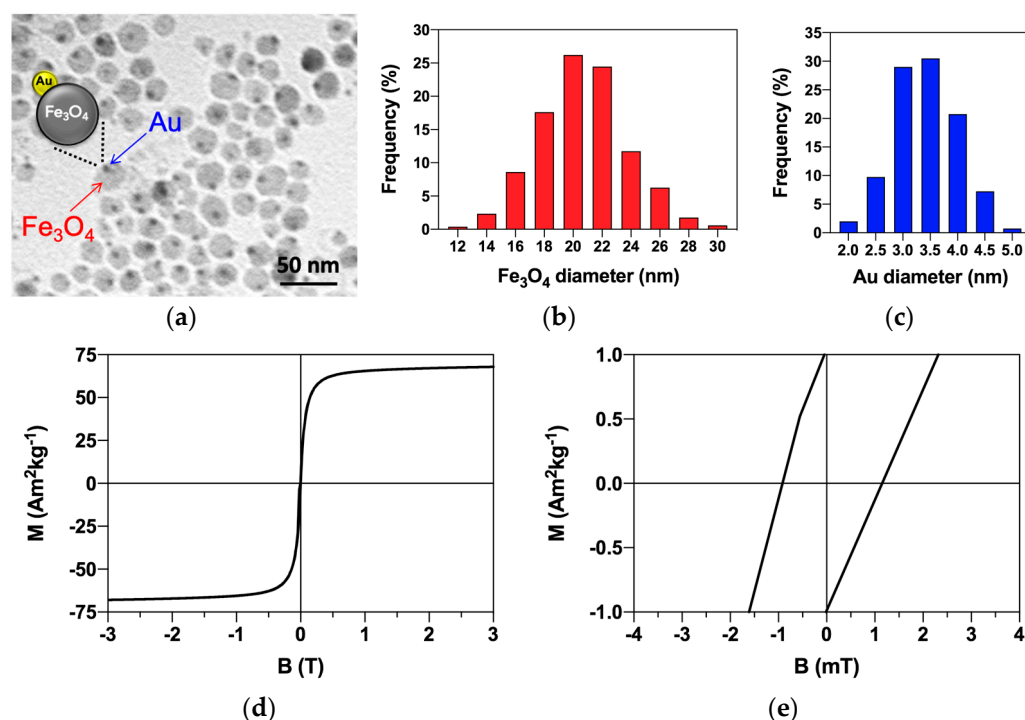 Au
Fe₃O₄
Au
Fe₃O₄
50 nm
(a)
Frequency (%)
30
25
20
15
10
5
0
12 14 16 18 20 22 24 26 28 30
Fe₃O₄ diameter (nm)
(b)
Frequency (%)
35
30
25
20
15
10
5
0
2.0 2.5 3.0 3.5 4.0 4.5 5.0
Au diameter (nm)
(c)
M (Am²kg⁻¹)
75
50
25
0
-25
-50
-75
-3 -2 -1 0 1 2 3
B (T)
(d)
M (Am²kg⁻¹)
1.0
0.5
0.0
-0.5
-1.0
-4 -3 -2 -1 0 1 2 3 4
B (mT)
(e)